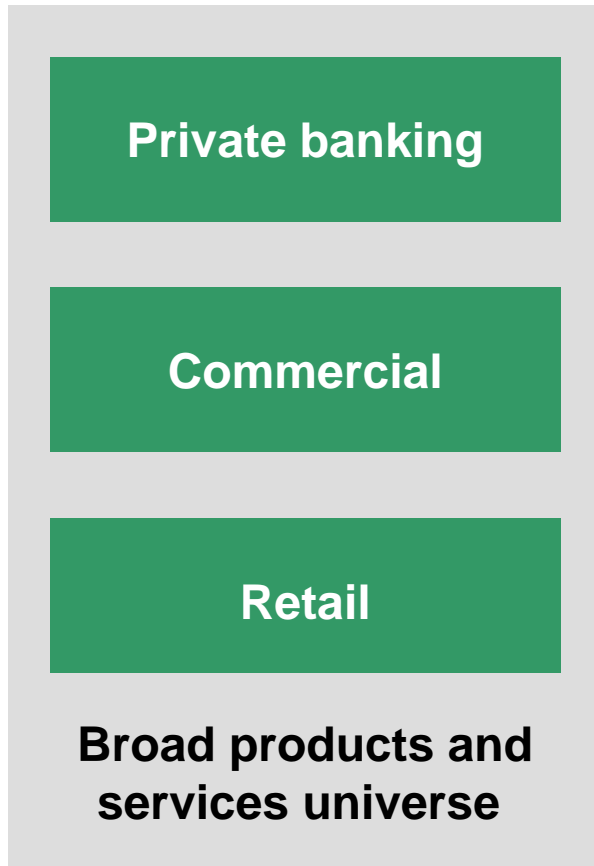 Private banking
Commercial
Retail
Broad products and
services universe